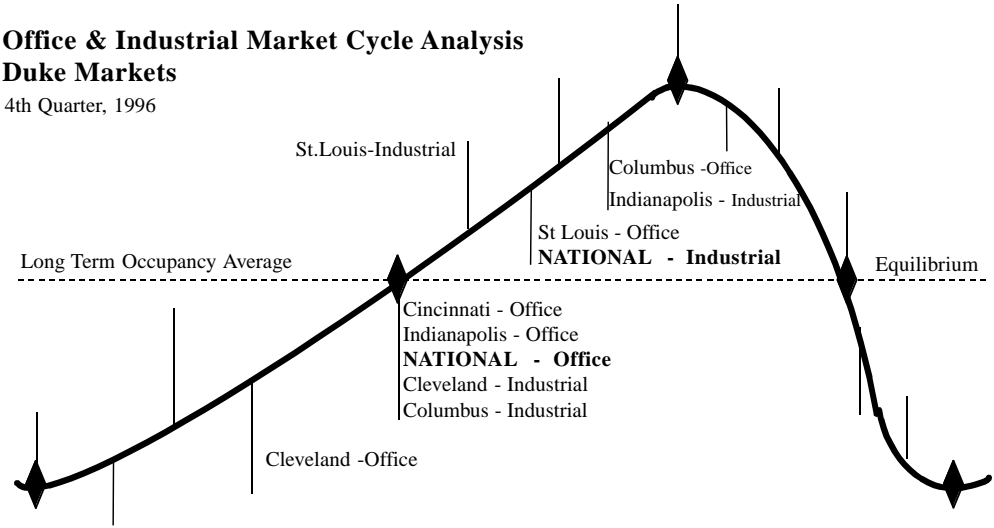 Office & Industrial Market Cycle Analysis
Duke Markets
4th Quarter, 1996
St.Louis-Industrial
Columbus -Office
Indianapolis - Industrial
St Louis - Office
NATIONAL - Industrial
Long Term Occupancy Average
Equilibrium
Cincinnati - Office
Indianapolis - Office
NATIONAL - Office
Cleveland - Industrial
Columbus - Industrial
Cleveland -Office